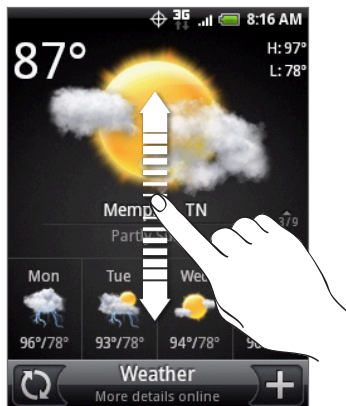 3G 8:16 AM
87°
H: 97°
L: 78°
TN
3/9
Mon Tue
96°/78° 93°/78° 94°/78°
Weather
More details online